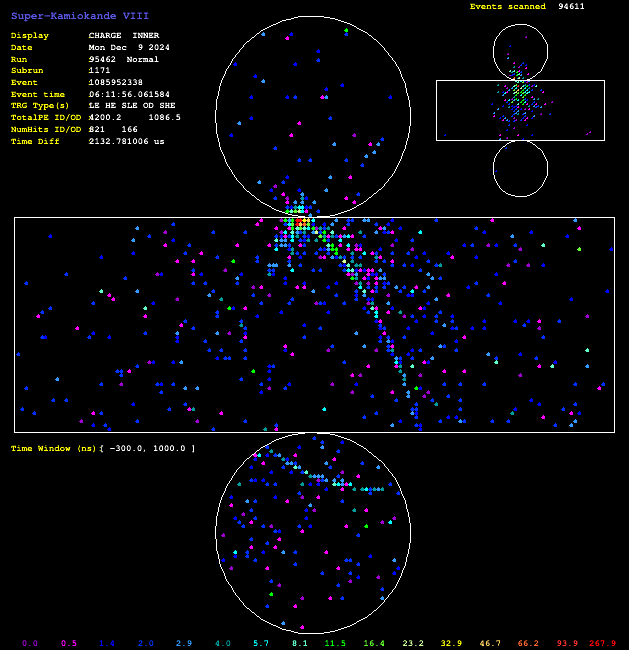 Super-Kamiokande VIII
Events scanned 94611
Display CHARGE INNER
Date Mon Dec 9 2024
Run 95462 Normal
Subrun 1171
Event 1085952338
Event time 06:11:56.061584
TRG Type(s) LE HE SLE OD SHE
TotalPE ID/OD 4200.2 1086.5
NumHits ID/OD 821 166
Time Diff 2132.781006 us
Time Window (ns)[ -300.0, 1000.0 ]
0.0 0.5 1.4 2.0 2.9 4.0 5.7 8.1 11.5 16.4 23.2 32.9 46.7 66.2 93.9 267.9